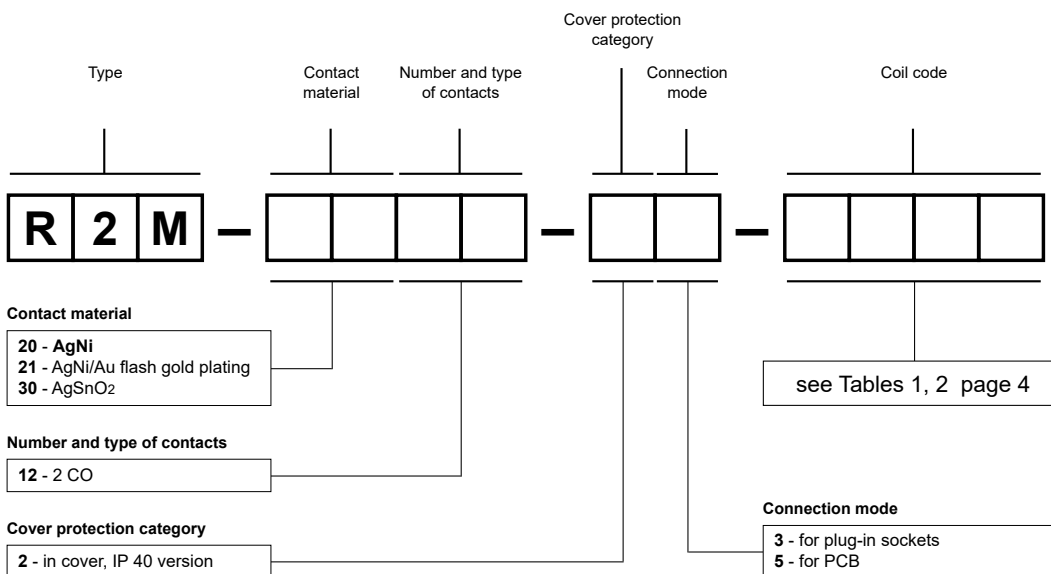 Cover protection
category
Type
Contact
material
Number and type
of contacts
Connection
mode
Coil code
R 2 M – –  –
Contact material
20 - AgNi
21 - AgNi/Au flash gold plating
30 - AgSnO2
see Tables 1, 2 page 4
Number and type of contacts
12 - 2 CO
Cover protection category
2 - in cover, IP 40 version
Connection mode
3 - for plug-in sockets
5 - for PCB